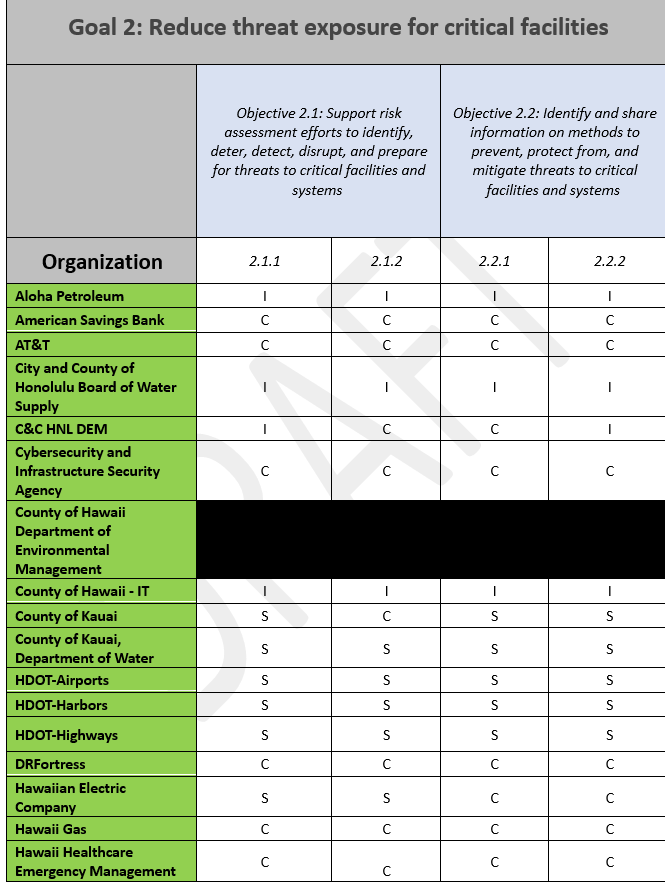 Goal 2: Reduce threat exposure for critical facilities
Objective 2.1: Support risk
assessment efforts to identify,
deter, detect, disrupt, and prepare
for threats to critical facilities and
systems
Objective 2.2: Identify and share
information on methods to
prevent, protect from, and
mitigate threats to critical
facilities and systems
Organization 2.1.1 2.1.2 2.2.1 2.2.2
Aloha Petroleum I I I I
American Savings Bank C C C C
AT&T C C C C
City and County of
Honolulu Board of Water
Supply
I I I I
C&C HNL DEM I C C I
Cybersecurity and
Infrastructure Security
Agency
C C C C
County of Hawaii
Department of
Environmental
Management
County of Hawaii - IT I I I I
County of Kauai S C S S
County of Kauai,
Department of Water
S S S S
HDOT-Airports S S S S
HDOT-Harbors S S S S
HDOT-Highways S S S S
DRFortress C C C C
Hawaiian Electric
Company
S S C C
Hawaii Gas C C C C
Hawaii Healthcare
Emergency Management
C C C C
DRAFT